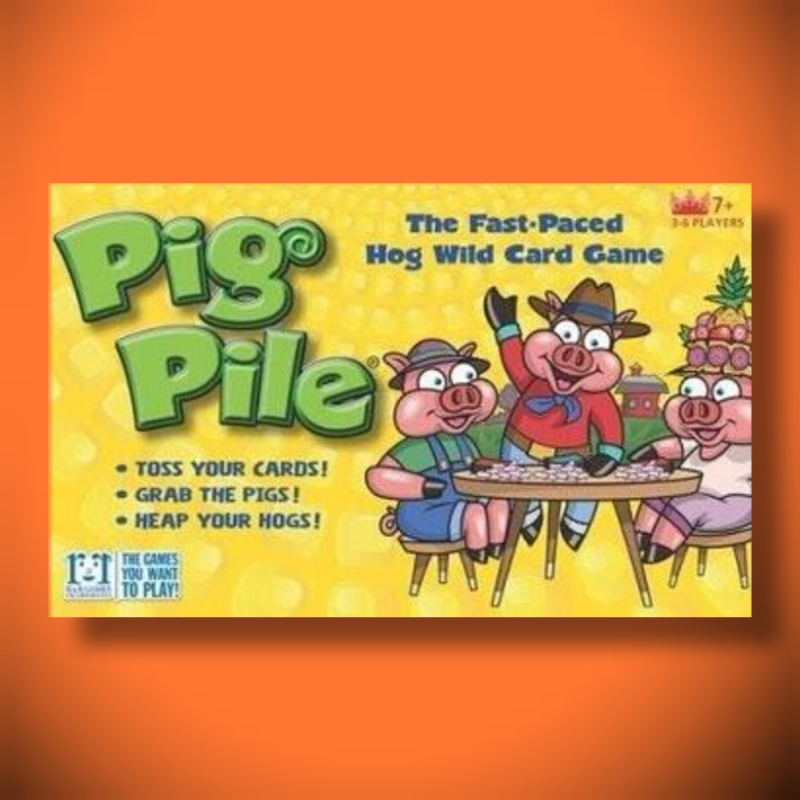 Pig
Pile®
The Fast-Paced
Hog Wild Card Game
7+
3-6 PLAYERS
• TOSS YOUR CARDS!
• GRAB THE PIGS!
• HEAP YOUR HOGS!
THE GAMES
YOU WANT
TO PLAY!